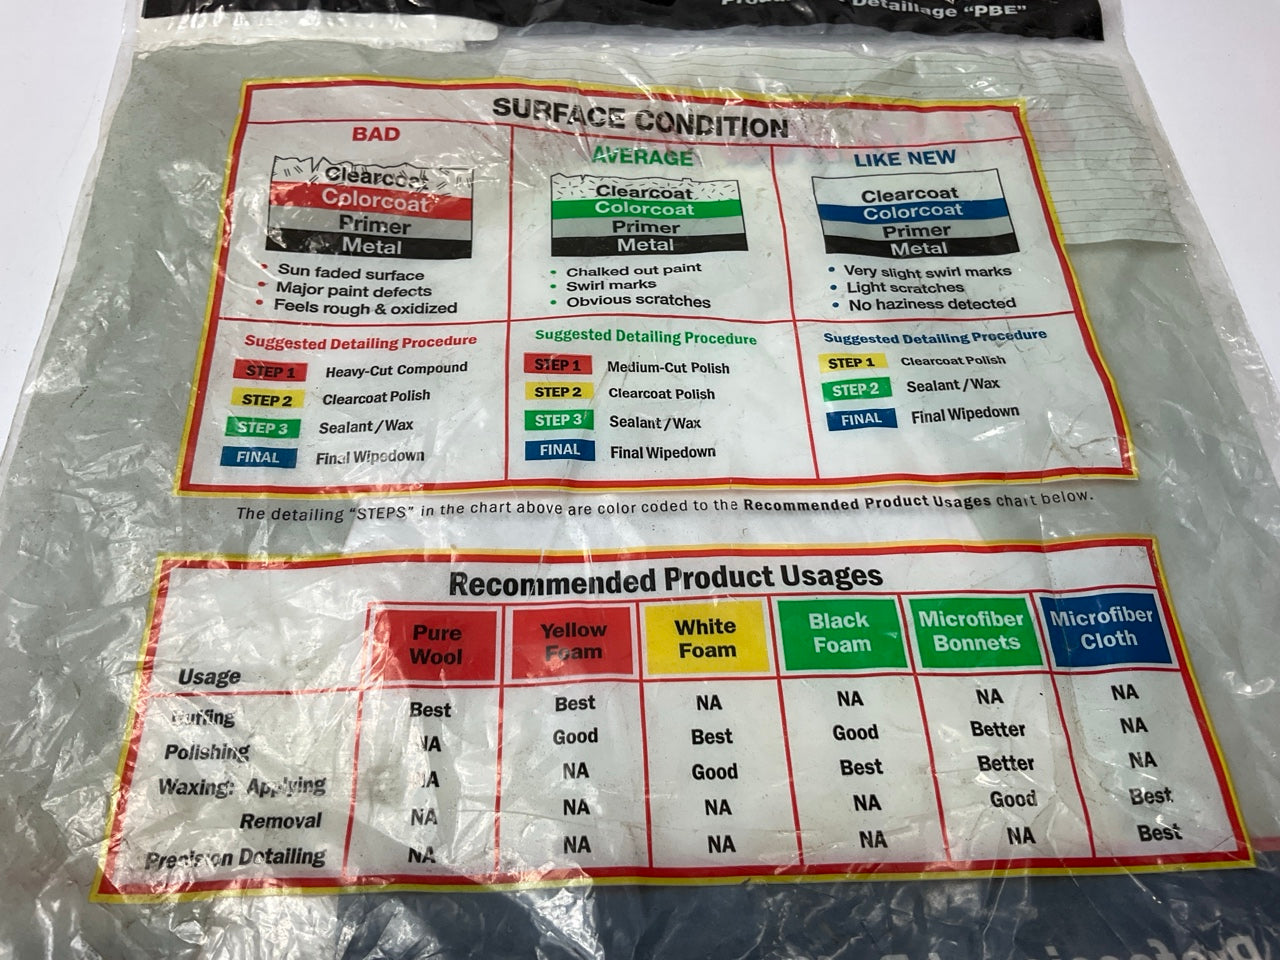 Detaillage "PBE"
SURFACE CONDITION
BAD
Clearcoat
Colorcoat
Primer
Metal
• Sun faded surface
• Major paint defects
• Feels rough & oxidized
AVERAGE
Clearcoat
Colorcoat
Primer
Metal
• Chalked out paint
• Swirl marks
• Obvious scratches
LIKE NEW
Clearcoat
Colorcoat
Primer
Metal
• Very slight swirl marks
• Light scratches
• No haziness detected
Suggested Detailing Procedure
STEP 1 Heavy-Cut Compound
STEP 2 Clearcoat Polish
STEP 3 Sealant/Wax
FINAL Final Wipedown
Suggested Detailing Procedure
STEP 1 Medium-Cut Polish
STEP 2 Clearcoat Polish
STEP 3 Sealant/Wax
FINAL Final Wipedown
Suggested Detailing Procedure
STEP 1 Clearcoat Polish
STEP 2 Sealant/Wax
FINAL Final Wipedown
The detailing "STEPS" in the chart above are color coded to the Recommended Product Usages chart below.
Recommended Product Usages
Usage Pure Wool Yellow Foam White Foam Black Foam Microfiber Bonnets Microfiber Cloth
Buffing Best Best NA NA NA NA
Polishing NA Good Best Good Better NA
Waxing: Applying NA NA Good Best Better NA
Removal NA NA NA NA Good Best
Precision Detailing NA NA NA NA NA Best